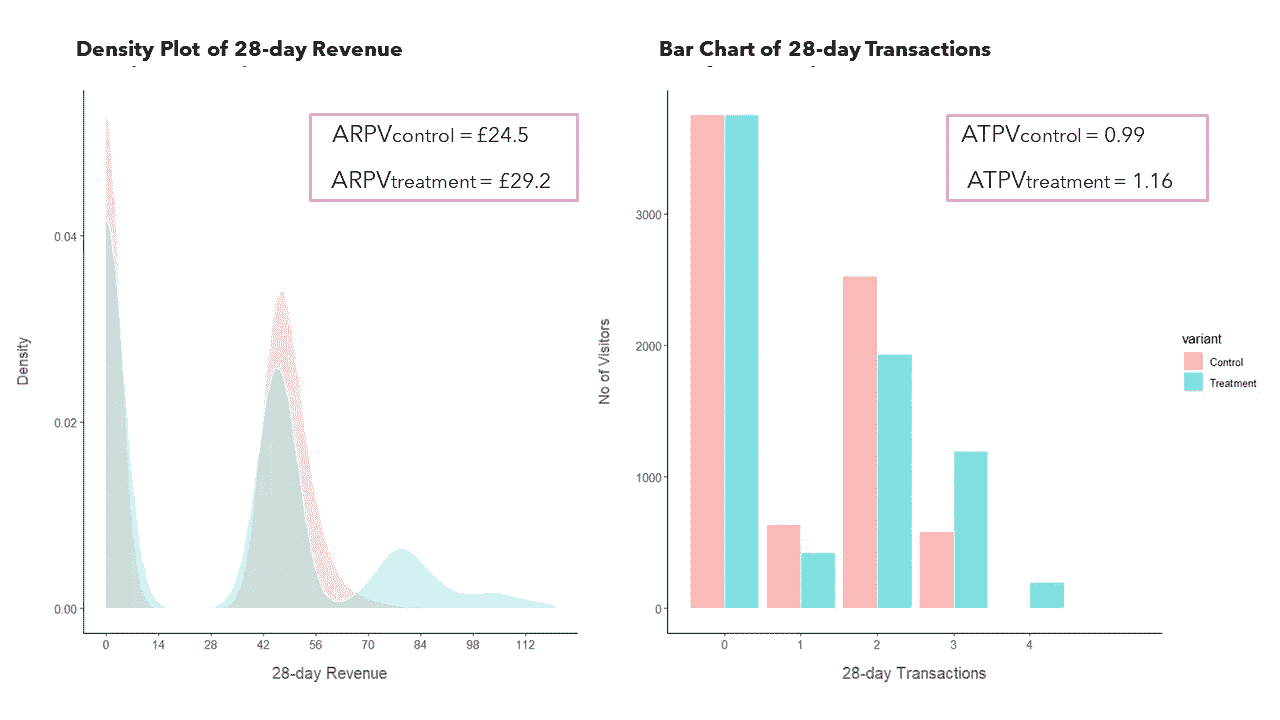 Density Plot of 28-day Revenue
ARPVcontrol = £24.5
ARPVtreatment = £29.2
0.04
0.02
0.00
Density
0 14 28 42 56 70 84 98 112
28-day Revenue
Bar Chart of 28-day Transactions
ATPVcontrol = 0.99
ATPVtreatment = 1.16
3000
2000
1000
0
No of Visitors
0 1 2 3 4
28-day Transactions
variant
Control
Treatment